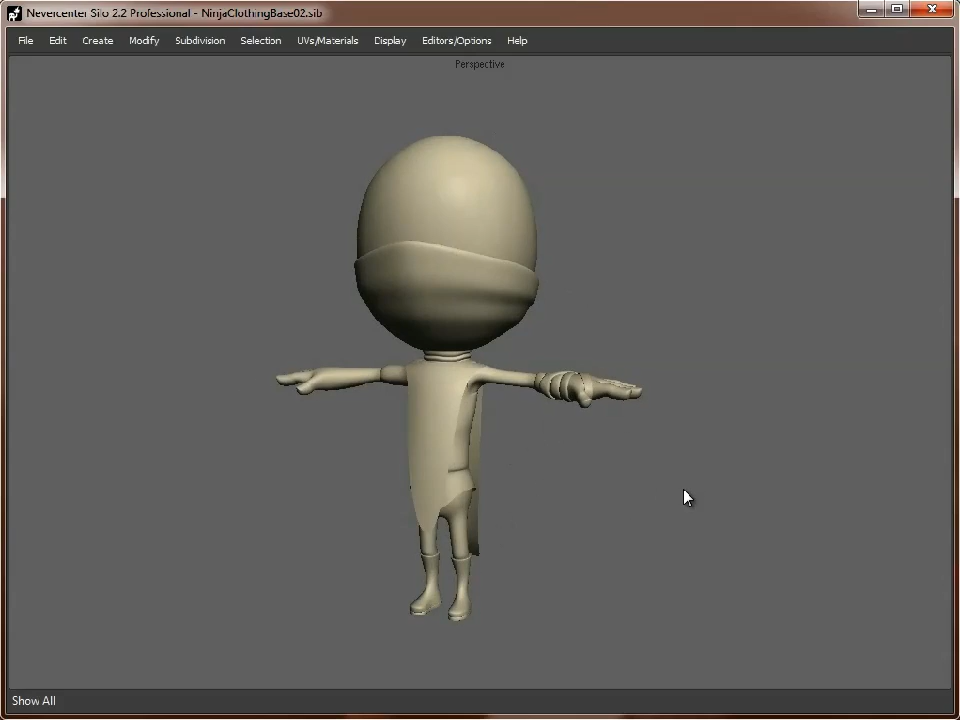 Nevercenter Silo 2.2 Professional - NinjaClothingBase02.sib
File Edit Create Modify Subdivision Selection UVs/Materials Display Editors/Options Help
Perspective
Show All